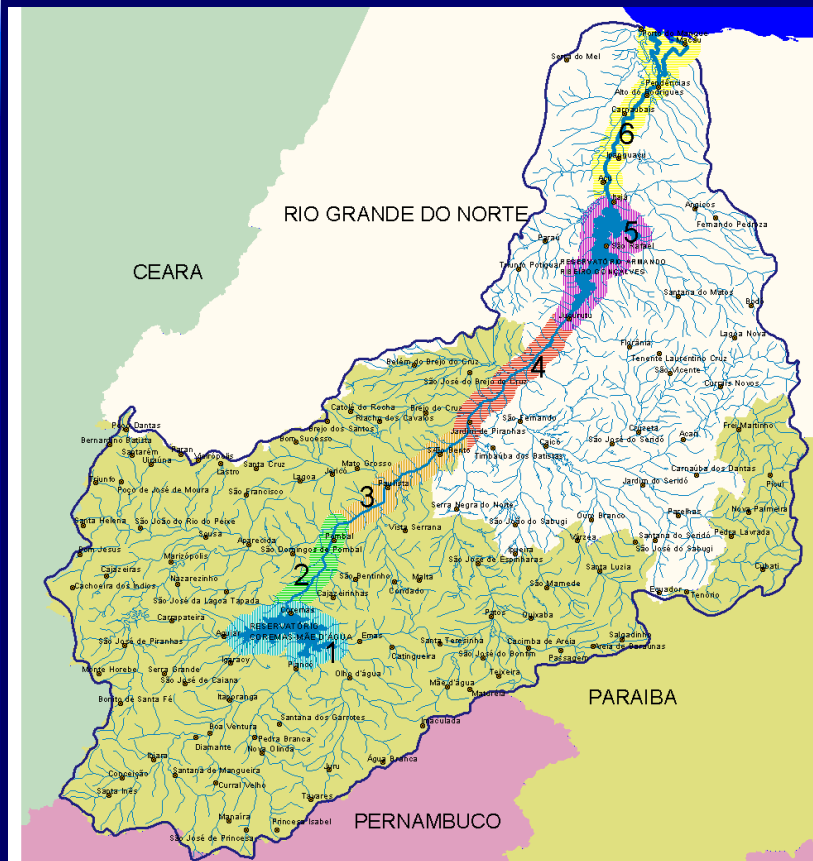 Porto do Mangue
Macau
Serra do Mel
Pendências
Alto do Rodrigues
Carnaubais
6
Ipanguaçu
Açu
Itajá
Angicos
RIO GRANDE DO NORTE
Fernando Pedroza
5
Paraú
São Rafael
RESERVATÓRIO ARMANDO
RIBEIRO GONÇALVES
Triunfo Potiguar
CEARA
Santana do Matos
Bodó
Jucurutu
Lagoa Nova
Florânia
Tenente Laurentino Cruz
4
Belém do Brejo do Cruz
São Vicente
São José do Brejo do Cruz
Currais Novos
Catolé do Rocha
Brejo do Cruz
Riacho dos Cavalos
São Fernando
Poço Dantas
Brejo dos Santos
Jardim de Piranhas
Cruzeta
Acari
Frei Martinho
Bernardino Batista
Bom Sucesso
São José do Seridó
Caicó
Santarém
São Bento
Timbaúba dos Batistas
Uiraúna
Lastro
Santa Cruz
Mato Grosso
Jericó
Carnaúba dos Dantas
Triunfo
Lagoa
Paulista
Jardim do Seridó
Picuí
Poço de José de Moura
São Francisco
3
Serra Negra do Norte
Parelhas
Nova Palmeira
Santa Helena
São João do Rio do Peixe
Vista Serrana
São João do Sabugi
Ouro Branco
Sousa
Aparecida
Pombal
Várzea
Santana do Seridó
Pedra Lavrada
Bom Jesus
São Domingos de Pombal
Ipueira
São José do Sabugi
Marizópolis
São José de Espinharas
Cajazeiras
Santa Luzia
Cubati
Nazarezinho
2
São Bentinho
Malta
Cachoeira dos Índios
Condado
São Mamede
Equador
Tenório
São José da Lagoa Tapada
Cajazeirinhas
Carrapateira
Coremas
Patos
Quixaba
RESERVATÓRIO
COREMAS-MÃE D'ÁGUA
Aguiar
Salgadinho
São José de Piranhas
Emas
Santa Teresinha
Cacimba de Areia
Areia de Baraúnas
1
Catingueira
São José do Bonfim
Passagem
Igaracy
Piancó
Monte Horebe
Serra Grande
Olho d'água
Teixeira
São José de Caiana
Mãe d'água
Maturéia
Bonito de Santa Fé
Itaporanga
PARAIBA
Santana dos Garrotes
Imaculada
Boa Ventura
Pedra Branca
Diamante
Nova Olinda
Ibiara
Água Branca
Conceição
Santana de Mangueira
Juru
Curral Velho
Santa Inês
Tavares
Manaíra
PERNAMBUCO
São José de Princesa
Princesa Isabel